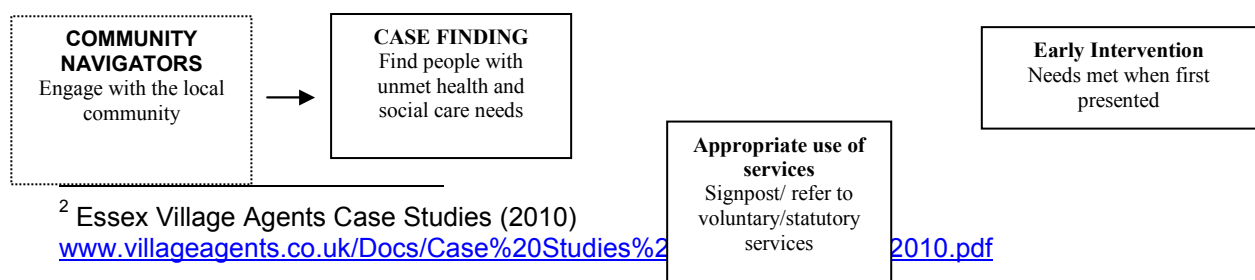 COMMUNITY
NAVIGATORS
Engage with the local
community
CASE FINDING
Find people with
unmet health and
social care needs
Early Intervention
Needs met when first
presented
Appropriate use of
services
Signpost/ refer to
voluntary/statutory
services
2 Essex Village Agents Case Studies (2010)
www.villageagents.co.uk/Docs/Case%20Studies%2 2010.pdf